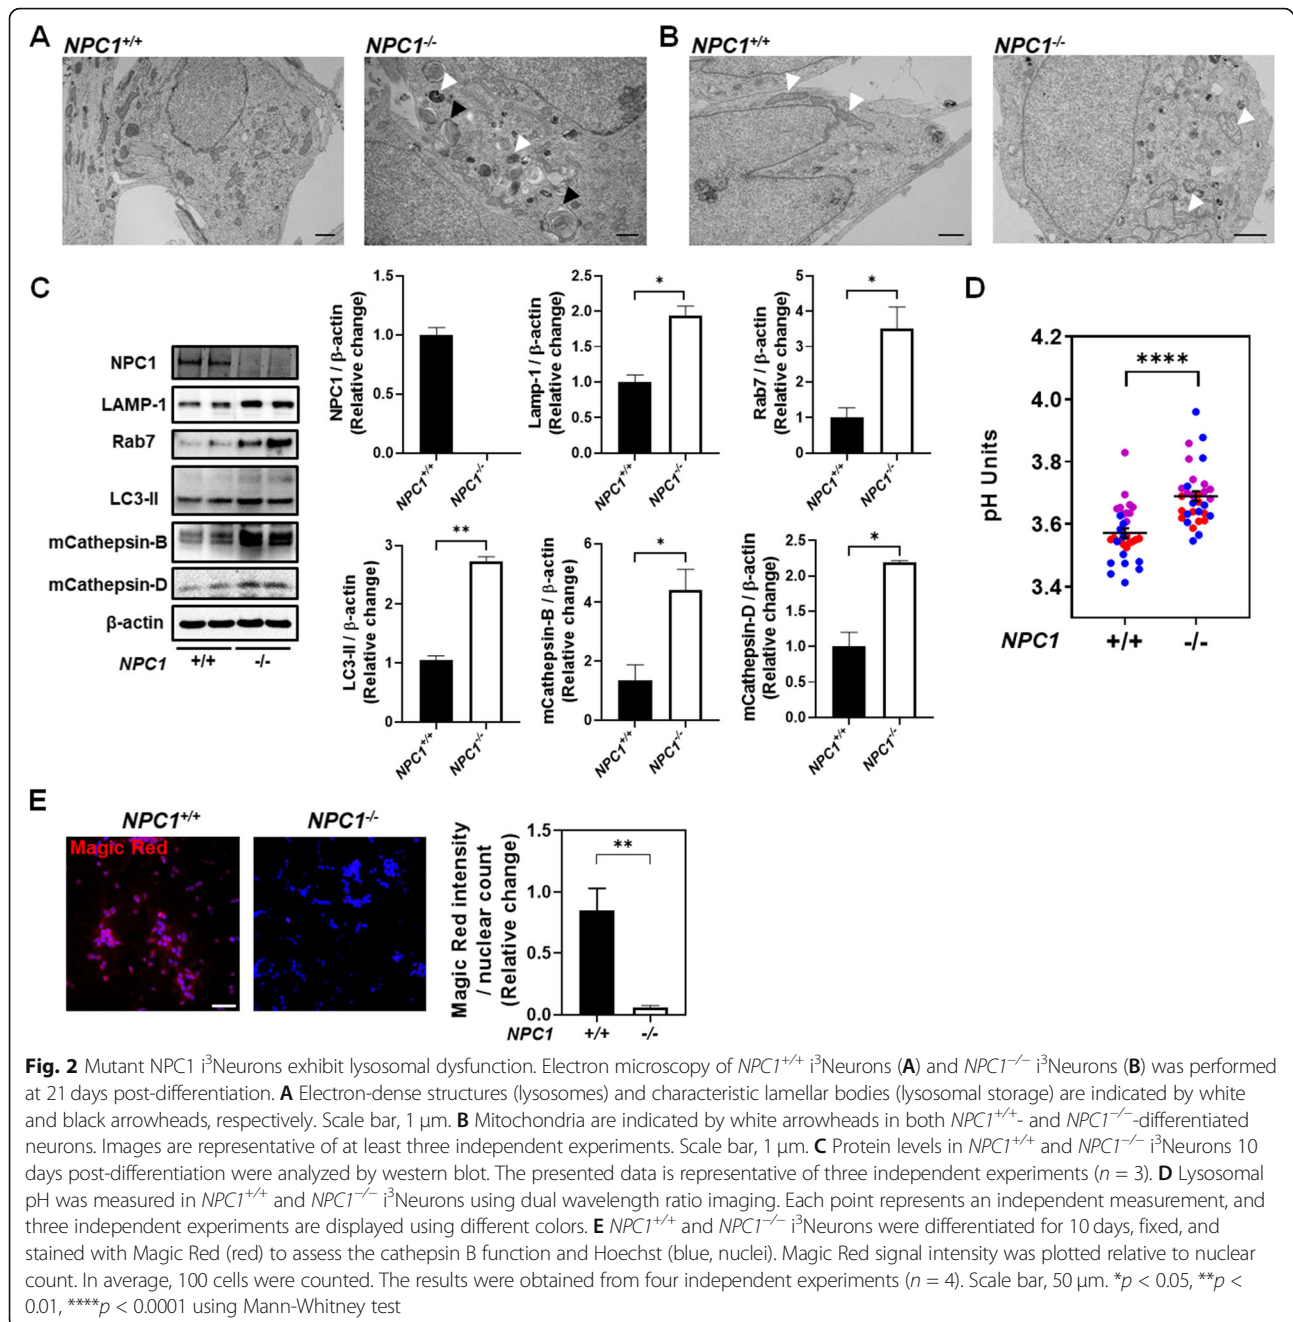 A
NPC1+/+
NPC1-/-
B
NPC1+/+
NPC1-/-
C
NPC1
LAMP-1
Rab7
LC3-II
mCathepsin-B
mCathepsin-D
β-actin
NPC1 +/+ -/-
NPC1 / β-actin
(Relative change)
1.5
1.0
0.5
0.0
NPC1+/+
NPC1-/-
Lamp-1 / β-actin
(Relative change)
2.5
2.0
1.5
1.0
0.5
0.0
*
NPC1+/+
NPC1-/-
Rab7 / β-actin
(Relative change)
5
4
3
2
1
0
*
NPC1+/+
NPC1-/-
LC3-II / β-actin
(Relative change)
3
2
1
0
**
NPC1+/+
NPC1-/-
mCathepsin-B / β-actin
(Relative change)
6
4
2
0
*
NPC1+/+
NPC1-/-
mCathepsin-D / β-actin
(Relative change)
2.5
2.0
1.5
1.0
0.5
0.0
*
NPC1+/+
NPC1-/-
D
pH Units
4.2
4.0
3.8
3.6
3.4
****
NPC1 +/+ -/-
E
NPC1+/+
NPC1-/-
Magic Red
Magic Red intensity
/ nuclear count
(Relative change)
1.5
1.0
0.5
0.0
**
NPC1 +/+ -/-
Fig. 2 Mutant NPC1 i3Neurons exhibit lysosomal dysfunction. Electron microscopy of NPC1+/+ i3Neurons (A) and NPC1−/− i3Neurons (B) was performed
at 21 days post-differentiation. A Electron-dense structures (lysosomes) and characteristic lamellar bodies (lysosomal storage) are indicated by white
and black arrowheads, respectively. Scale bar, 1 μm. B Mitochondria are indicated by white arrowheads in both NPC1+/+- and NPC1−/−-differentiated
neurons. Images are representative of at least three independent experiments. Scale bar, 1 μm. C Protein levels in NPC1+/+ and NPC1−/− i3Neurons 10
days post-differentiation were analyzed by western blot. The presented data is representative of three independent experiments (n = 3). D Lysosomal
pH was measured in NPC1+/+ and NPC1−/− i3Neurons using dual wavelength ratio imaging. Each point represents an independent measurement, and
three independent experiments are displayed using different colors. E NPC1+/+ and NPC1−/− i3Neurons were differentiated for 10 days, fixed, and
stained with Magic Red (red) to assess the cathepsin B function and Hoechst (blue, nuclei). Magic Red signal intensity was plotted relative to nuclear
count. In average, 100 cells were counted. The results were obtained from four independent experiments (n = 4). Scale bar, 50 μm. *p < 0.05, **p <
0.01, ****p < 0.0001 using Mann-Whitney test